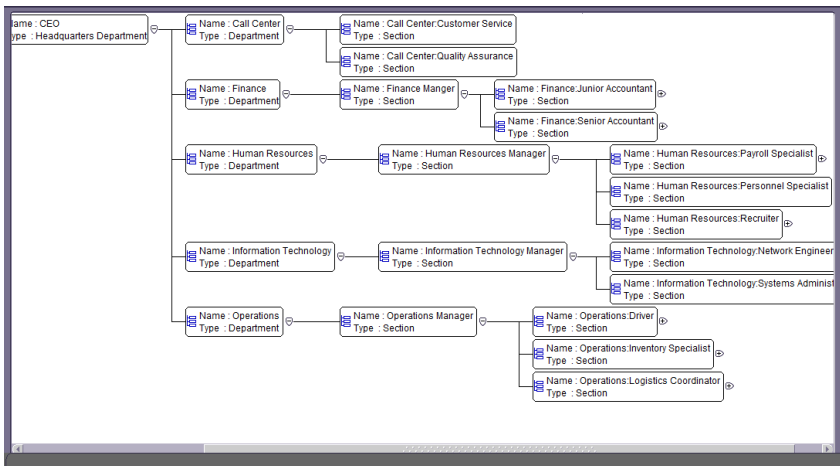 Name : CEO
Type : Headquarters Department
Name : Call Center
Type : Department
Name : Call Center:Customer Service
Type : Section
Name : Call Center:Quality Assurance
Type : Section
Name : Finance
Type : Department
Name : Finance Manger
Type : Section
Name : Finance:Junior Accountant
Type : Section
Name : Finance:Senior Accountant
Type : Section
Name : Human Resources
Type : Department
Name : Human Resources Manager
Type : Section
Name : Human Resources:Payroll Specialist
Type : Section
Name : Human Resources:Personnel Specialist
Type : Section
Name : Human Resources:Recruiter
Type : Section
Name : Information Technology
Type : Department
Name : Information Technology Manager
Type : Section
Name : Information Technology:Network Engineer
Type : Section
Name : Information Technology:Systems Administ
Type : Section
Name : Operations
Type : Department
Name : Operations Manager
Type : Section
Name : Operations:Driver
Type : Section
Name : Operations:Inventory Specialist
Type : Section
Name : Operations:Logistics Coordinator
Type : Section